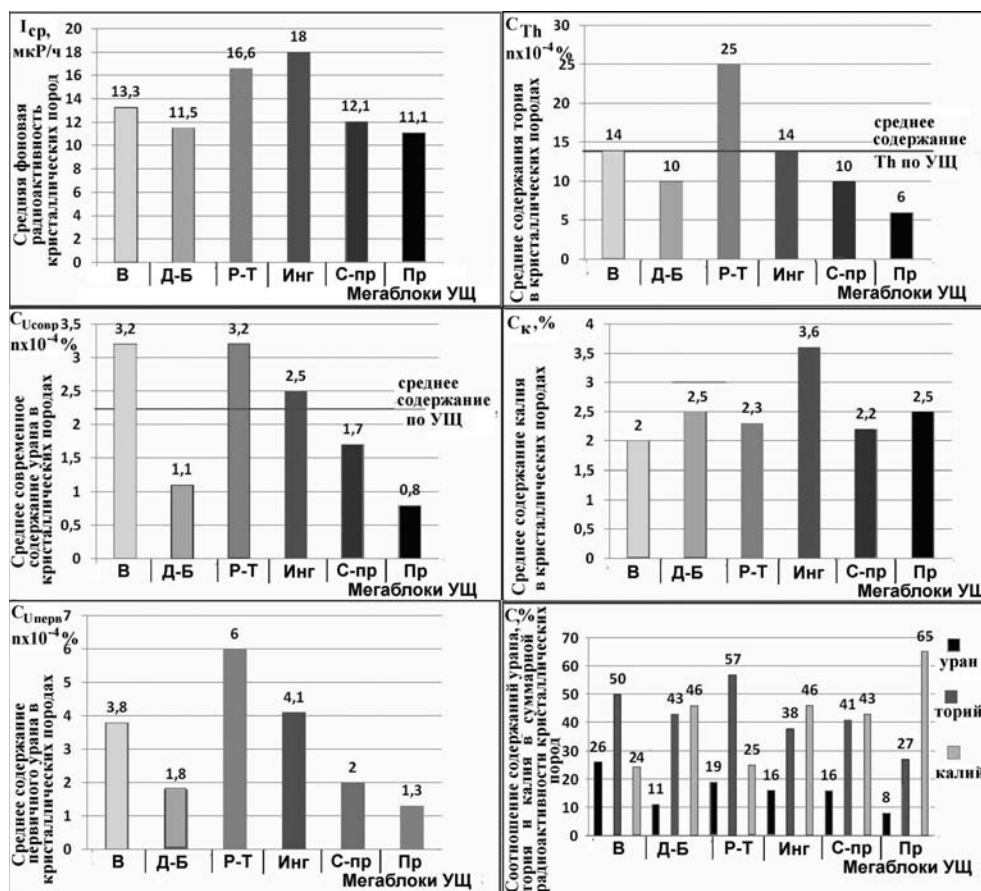 I ср,
мкР/ч
Средняя фоновая
радиоактивность
кристаллических пород
20
18
16
14
12
10
8
6
4
2
0
13,3
11,5
16,6
18
12,1
11,1
В
Д-Б
Р-Т
Инг
С-пр
Пр
Мегаблоки УЩ
C Th
nx10-4 %
Средние содержания тория
в кристаллических породах
30
25
20
15
10
5
0
14
10
25
14
10
6
среднее
содержание
Th по УЩ
В
Д-Б
Р-Т
Инг
С-пр
Пр
Мегаблоки УЩ
C Uсовр
nx10-4 %
Среднее современное
содержание урана в
кристаллических породах
3,5
3
2,5
2
1,5
1
0,5
0
3,2
1,1
3,2
2,5
1,7
0,8
среднее
содержание
по УЩ
В
Д-Б
Р-Т
Инг
С-пр
Пр
Мегаблоки УЩ
C К,%
Среднее содержание калия
в кристаллических породах
4
3,5
3
2,5
2
1,5
1
0,5
0
2
2,5
2,3
3,6
2,2
2,5
В
Д-Б
Р-Т
Инг
С-пр
Пр
Мегаблоки УЩ
C Uперв
nx10-4 %
Среднее содержание
первичного урана в
кристаллических породах
7
6
5
4
3
2
1
0
3,8
1,8
6
4,1
2
1,3
В
Д-Б
Р-Т
Инг
С-пр
Пр
Мегаблоки УЩ
C,%
Соотношение содержаний урана,
тория и калия в суммарной
радиоактивности кристаллических
пород
70
60
50
40
30
20
10
0
26
50
24
11
43
46
19
57
25
16
38
46
16
41
43
8
27
65
уран
торий
калий
В
Д-Б
Р-Т
Инг
С-пр
Пр
Мегаблоки УЩ